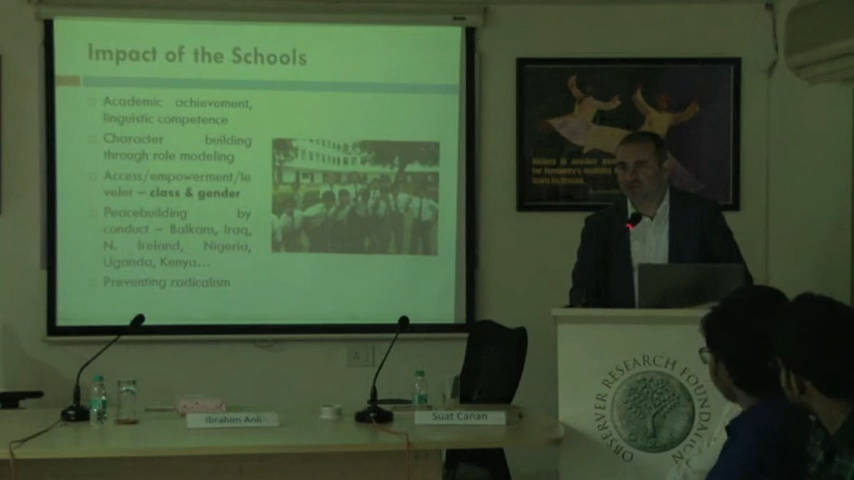 Impact of the Schools
Academic achievement,
linguistic competence
Character building
through role modeling
Access/empowerment/le
veler – class & gender
Peacebuilding by
conduct – Balkans, Iraq,
N. Ireland, Nigeria,
Uganda, Kenya…
Preventing radicalism
Ibrahim Anli
Suat Canan
OBSERVER RESEARCH FOUNDATION